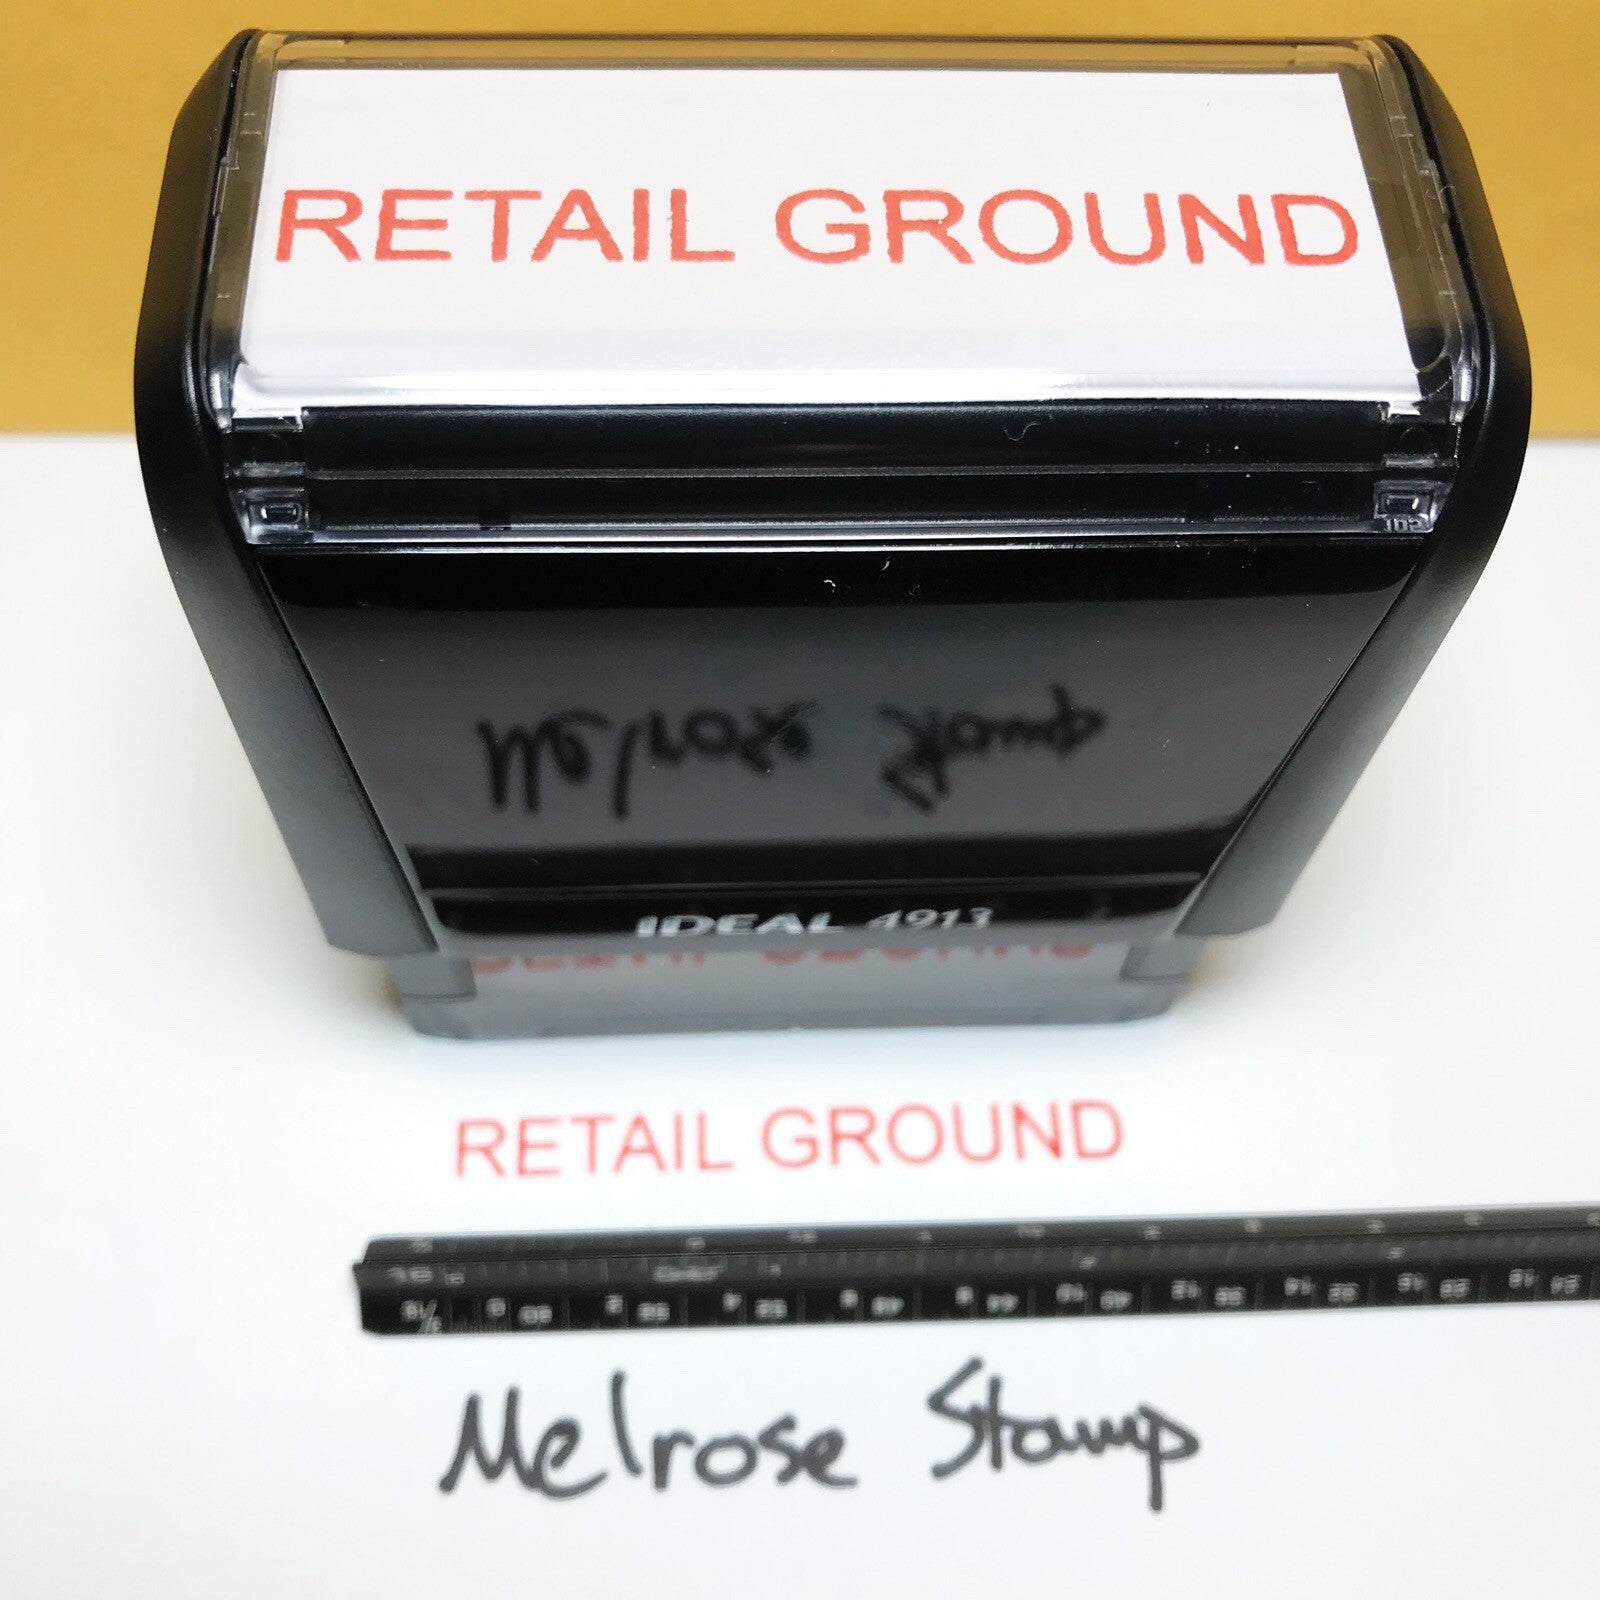 RETAIL GROUND
IDEAL 4913
RETAIL GROUND
Melrose Stamp